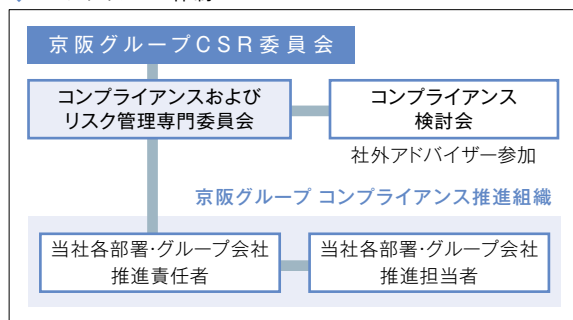 京阪グループCSR委員会
コンプライアンスおよび
リスク管理専門委員会
コンプライアンス
検討会
社外アドバイザー参加
京阪グループ コンプライアンス推進組織
当社各部署・グループ会社
推進責任者
当社各部署・グループ会社
推進担当者